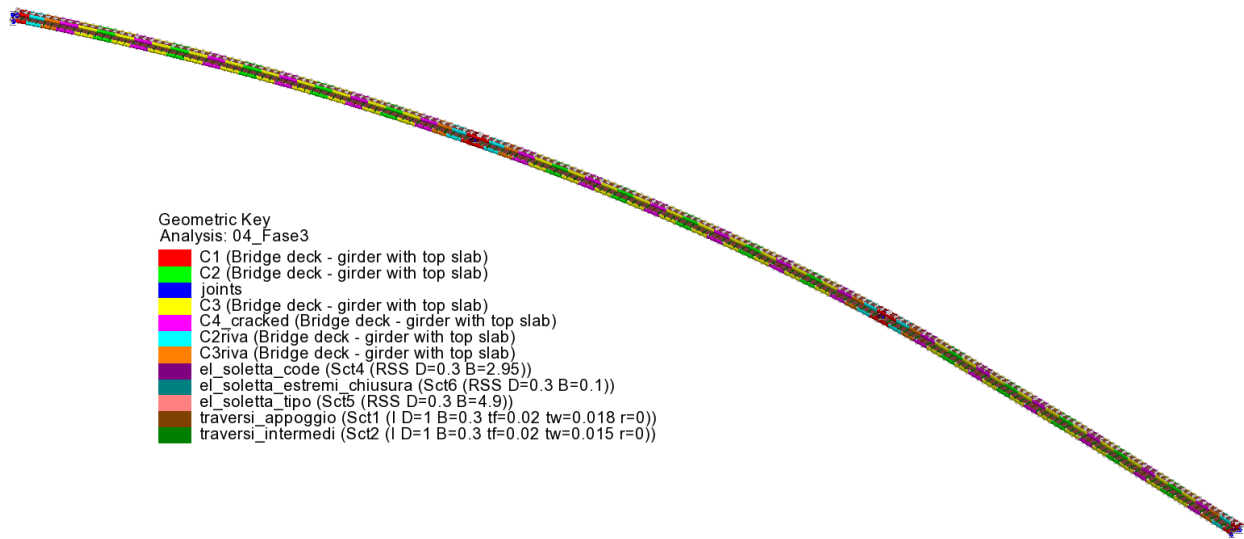 Geometric Key
Analysis: 04_Fase3
C1 (Bridge deck - girder with top slab)
C2 (Bridge deck - girder with top slab)
joints
C3 (Bridge deck - girder with top slab)
C4_cracked (Bridge deck - girder with top slab)
C2riva (Bridge deck - girder with top slab)
C3riva (Bridge deck - girder with top slab)
el_soletta_code (Sct4 (RSS D=0.3 B=2.95))
el_soletta_estremi_chiusura (Sct6 (RSS D=0.3 B=0.1))
el_soletta_tipo (Sct5 (RSS D=0.3 B=4.9))
traversi_appoggio (Sct1 (I D=1 B=0.3 tf=0.02 tw=0.018 r=0))
traversi_intermedi (Sct2 (I D=1 B=0.3 tf=0.02 tw=0.015 r=0))